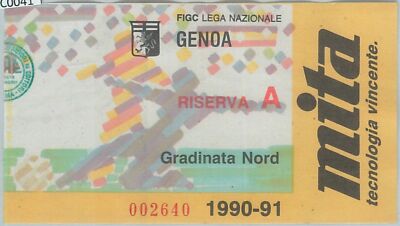 C0041
FIGC LEGA NAZIONALE
GENOA
RISERVA A
Gradinata Nord
002640 1990-91
mita
tecnologia vincente.